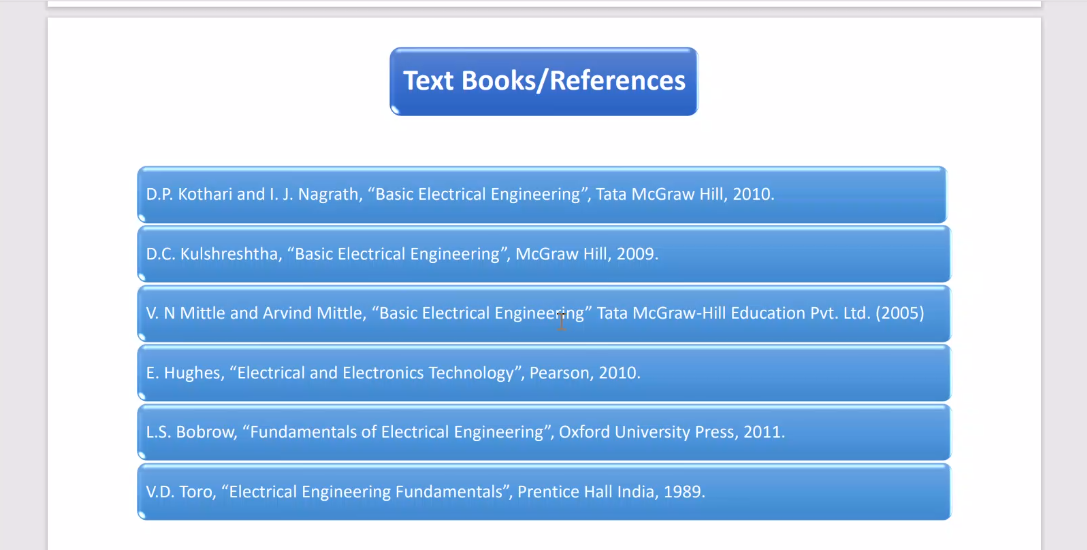 Text Books/References
D.P. Kothari and I. J. Nagrath, “Basic Electrical Engineering”, Tata McGraw Hill, 2010.
D.C. Kulshreshtha, “Basic Electrical Engineering”, McGraw Hill, 2009.
V. N Mittle and Arvind Mittle, “Basic Electrical Engineering” Tata McGraw-Hill Education Pvt. Ltd. (2005)
E. Hughes, “Electrical and Electronics Technology”, Pearson, 2010.
L.S. Bobrow, “Fundamentals of Electrical Engineering”, Oxford University Press, 2011.
V.D. Toro, “Electrical Engineering Fundamentals”, Prentice Hall India, 1989.